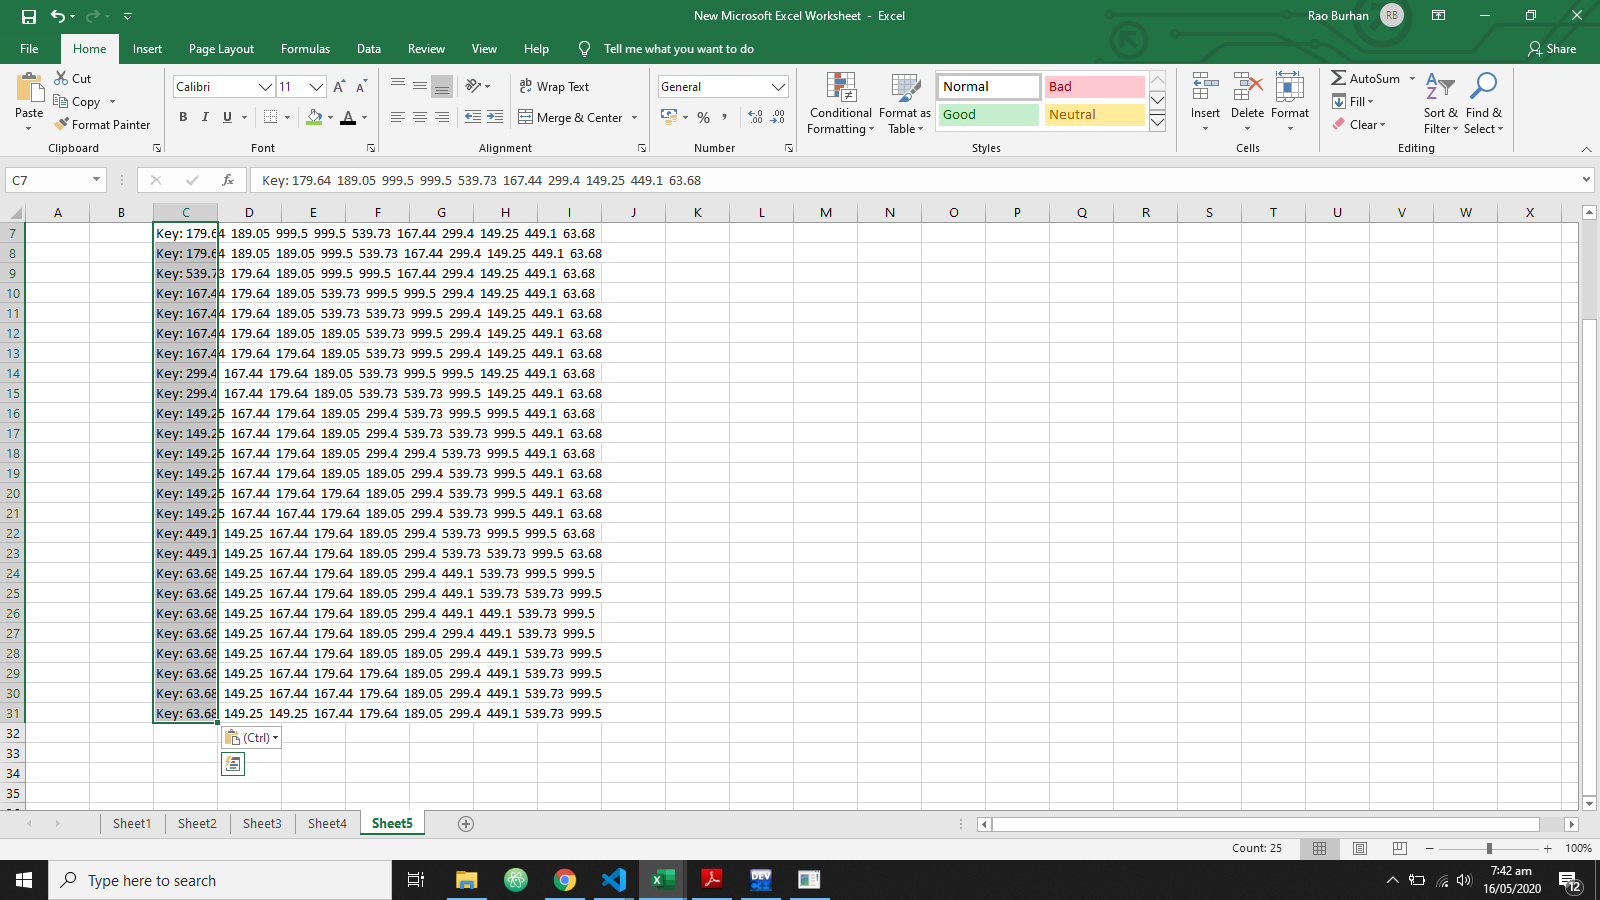 New Microsoft Excel Worksheet - Excel
Rao Burhan RB
File Home Insert Page Layout Formulas Data Review View Help Tell me what you want to do Share
Paste
Cut
Copy
Format Painter
Clipboard
Calibri 11
B I U
Font
Wrap Text
Merge & Center
Alignment
General
Number
Conditional Formatting
Format as Table
Normal Bad
Good Neutral
Styles
Insert Delete Format
Cells
AutoSum
Fill
Clear
Sort & Filter
Find & Select
Editing
C7
fx
Key: 179.64 189.05 999.5 999.5 539.73 167.44 299.4 149.25 449.1 63.68
A B C D E F G H I J K L M N O P Q R S T U V W X
7 Key: 179.64 189.05 999.5 999.5 539.73 167.44 299.4 149.25 449.1 63.68
8 Key: 179.64 189.05 189.05 999.5 539.73 167.44 299.4 149.25 449.1 63.68
9 Key: 539.73 179.64 189.05 999.5 999.5 167.44 299.4 149.25 449.1 63.68
10 Key: 167.44 179.64 189.05 539.73 999.5 999.5 299.4 149.25 449.1 63.68
11 Key: 167.44 179.64 189.05 539.73 539.73 999.5 299.4 149.25 449.1 63.68
12 Key: 167.44 179.64 189.05 189.05 539.73 999.5 299.4 149.25 449.1 63.68
13 Key: 167.44 179.64 179.64 189.05 539.73 999.5 299.4 149.25 449.1 63.68
14 Key: 299.4 167.44 179.64 189.05 539.73 999.5 999.5 149.25 449.1 63.68
15 Key: 299.4 167.44 179.64 189.05 539.73 539.73 999.5 149.25 449.1 63.68
16 Key: 149.25 167.44 179.64 189.05 299.4 539.73 999.5 999.5 449.1 63.68
17 Key: 149.25 167.44 179.64 189.05 299.4 539.73 539.73 999.5 449.1 63.68
18 Key: 149.25 167.44 179.64 189.05 299.4 299.4 539.73 999.5 449.1 63.68
19 Key: 149.25 167.44 179.64 189.05 189.05 299.4 539.73 999.5 449.1 63.68
20 Key: 149.25 167.44 179.64 179.64 189.05 299.4 539.73 999.5 449.1 63.68
21 Key: 149.25 167.44 167.44 179.64 189.05 299.4 539.73 999.5 449.1 63.68
22 Key: 449.1 149.25 167.44 179.64 189.05 299.4 539.73 999.5 999.5 63.68
23 Key: 449.1 149.25 167.44 179.64 189.05 299.4 539.73 539.73 999.5 63.68
24 Key: 63.68 149.25 167.44 179.64 189.05 299.4 449.1 539.73 999.5 999.5
25 Key: 63.68 149.25 167.44 179.64 189.05 299.4 449.1 539.73 539.73 999.5
26 Key: 63.68 149.25 167.44 179.64 189.05 299.4 449.1 449.1 539.73 999.5
27 Key: 63.68 149.25 167.44 179.64 189.05 299.4 299.4 449.1 539.73 999.5
28 Key: 63.68 149.25 167.44 179.64 189.05 189.05 299.4 449.1 539.73 999.5
29 Key: 63.68 149.25 167.44 179.64 179.64 189.05 299.4 449.1 539.73 999.5
30 Key: 63.68 149.25 167.44 167.44 179.64 189.05 299.4 449.1 539.73 999.5
31 Key: 63.68 149.25 149.25 167.44 179.64 189.05 299.4 449.1 539.73 999.5
32 (Ctrl)
33
34
35
Sheet1 Sheet2 Sheet3 Sheet4 Sheet5
Count: 25 100%
Type here to search
DEV
7:42 am
16/05/2020
12